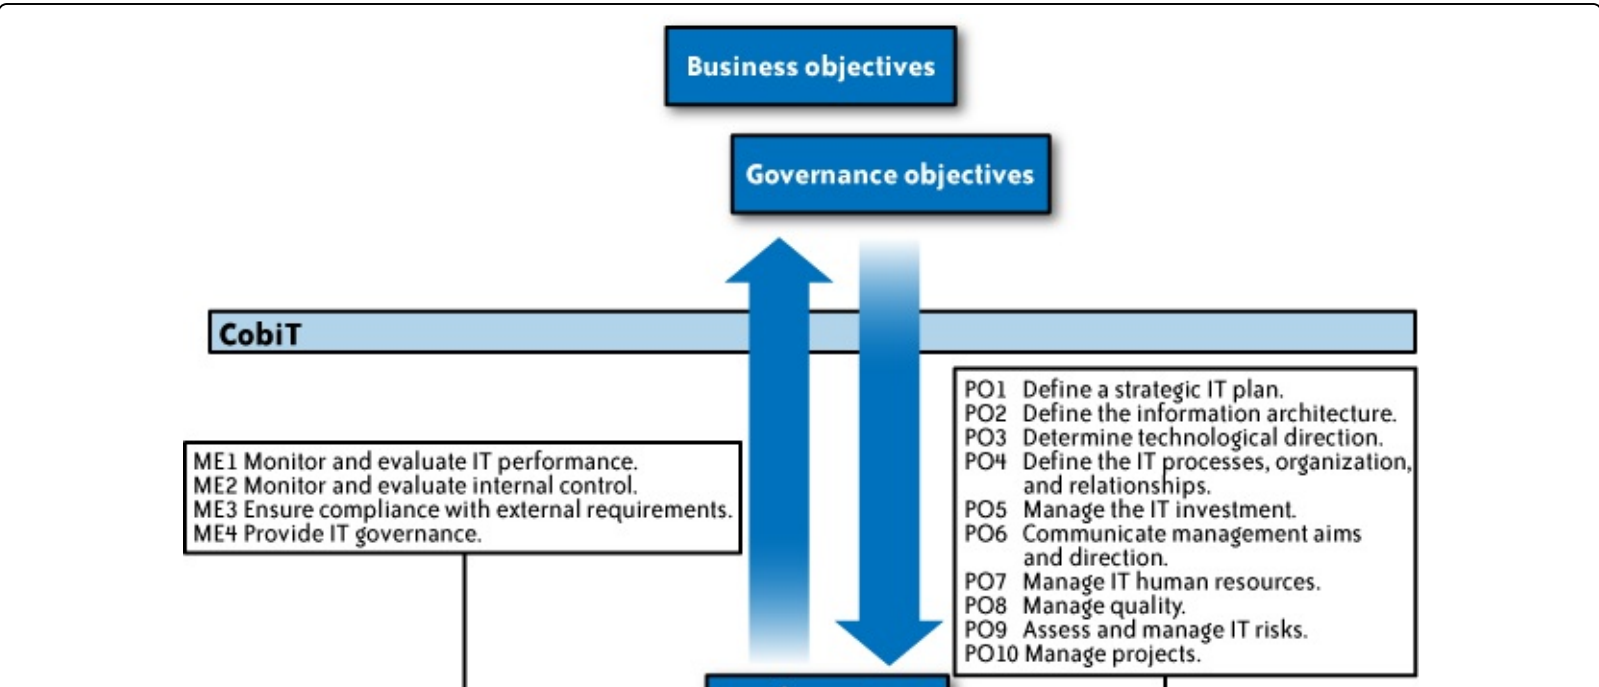 Business objectives
Governance objectives
CobiT
ME1 Monitor and evaluate IT performance.
ME2 Monitor and evaluate internal control.
ME3 Ensure compliance with external requirements.
ME4 Provide IT governance.
PO1 Define a strategic IT plan.
PO2 Define the information architecture.
PO3 Determine technological direction.
PO4 Define the IT processes, organization,
and relationships.
PO5 Manage the IT investment.
PO6 Communicate management aims
and direction.
PO7 Manage IT human resources.
PO8 Manage quality.
PO9 Assess and manage IT risks.
PO10 Manage projects.